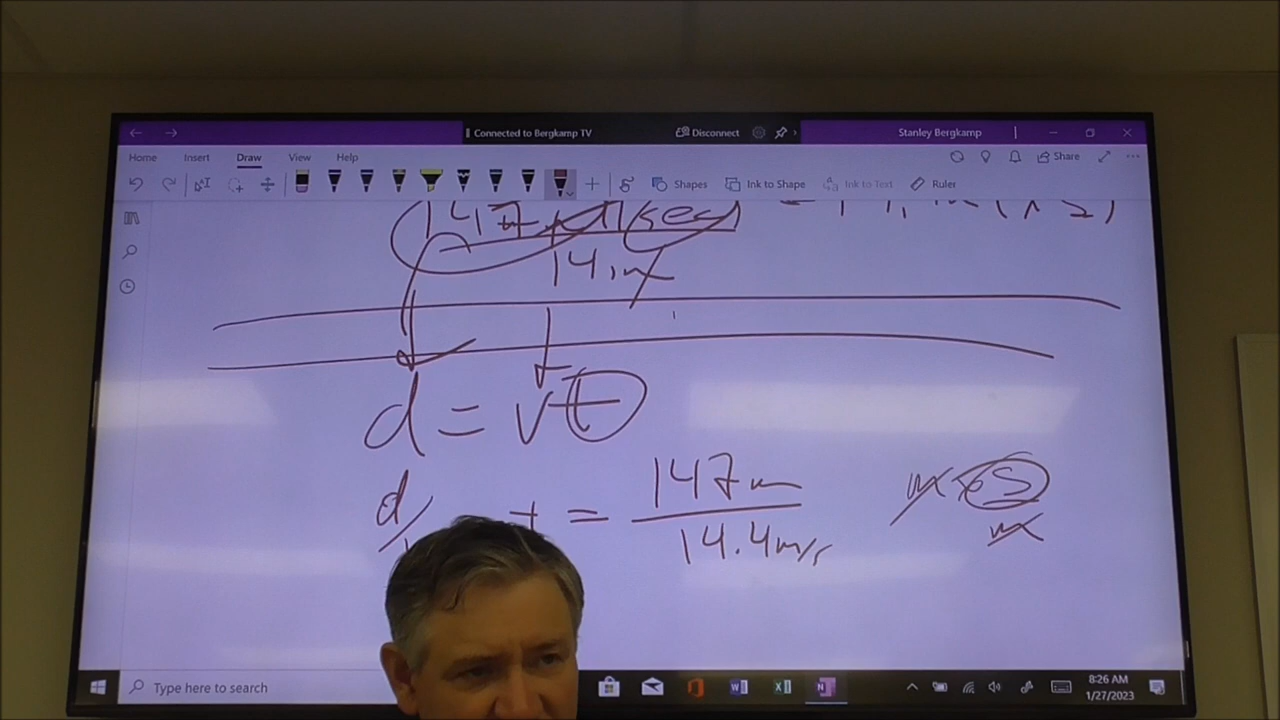 Connected to Bergkamp TV Disconnect Stanley Bergkamp
Home Insert Draw View Help Share
Shapes Ink to Shape Ink to Text Ruler
147
14 m
d = vt
d/ t = 147m m × s
14.4 m/s m
Type here to search
8:26 AM
1/27/2023